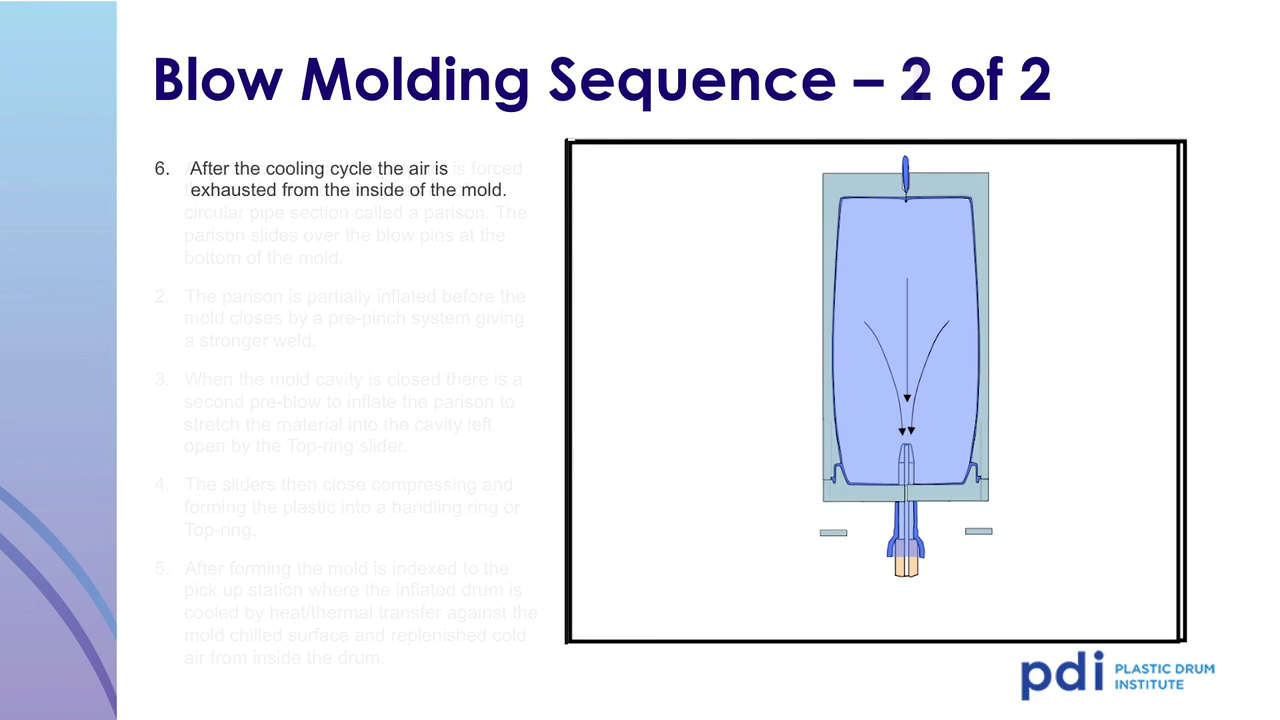 Blow Molding Sequence – 2 of 2
6. After the cooling cycle the air is is forced
exhausted from the inside of the mold.
circular pipe section called a parison. The
parison slides over the blow pins at the
bottom of the mold.
2. The parison is partially inflated before the
mold closes by a pre-pinch system giving
a stronger weld.
3. When the mold cavity is closed there is a
second pre-blow to inflate the parison to
stretch the material into the cavity left
open by the Top-ring slider.
4. The sliders then close compressing and
forming the plastic into a handling ring or
Top-ring.
5. After forming the mold is indexed to the
pick up station where the inflated drum is
cooled by heat/thermal transfer against the
mold chilled surface and replenished cold
air from inside the drum.
pdi PLASTIC DRUM
INSTITUTE